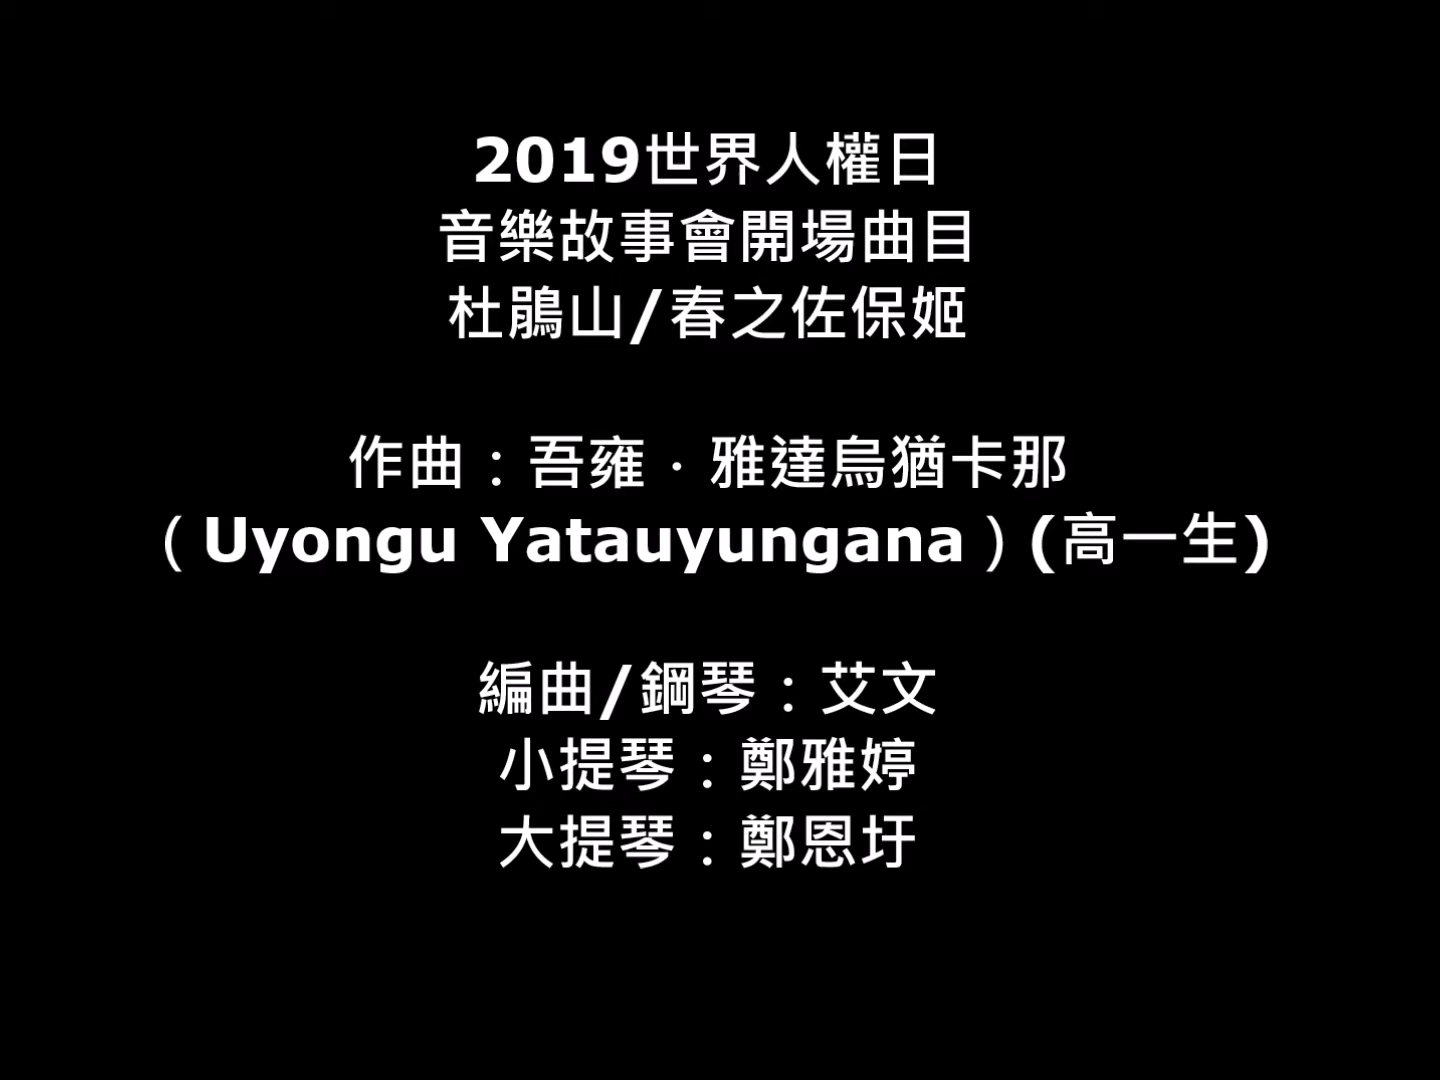 2019世界人權日
音樂故事會開場曲目
杜鵑山/春之佐保姬
作曲：吾雍．雅達烏猶卡那
（Uyongu Yatauyungana）(高一生)
編曲/鋼琴：艾文
小提琴：鄭雅婷
大提琴：鄭恩圩